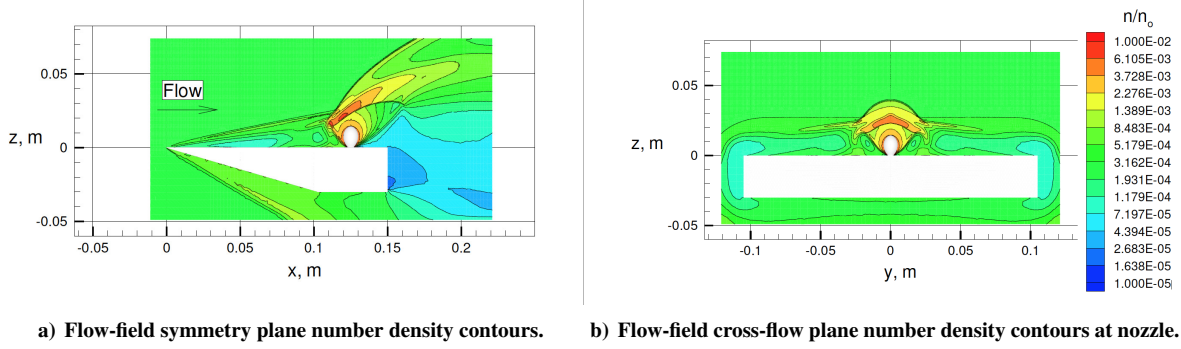 Flow
z, m
0.05
0
-0.05
-0.05 0 0.05 0.1 0.15 0.2
x, m
z, m
0.05
0
-0.05
-0.1 -0.05 0 0.05 0.1
y, m
n/no
1.000E-02
6.105E-03
3.728E-03
2.276E-03
1.389E-03
8.483E-04
5.179E-04
3.162E-04
1.931E-04
1.179E-04
7.197E-05
4.394E-05
2.683E-05
1.638E-05
1.000E-05
a) Flow-field symmetry plane number density contours.
b) Flow-field cross-flow plane number density contours at nozzle.